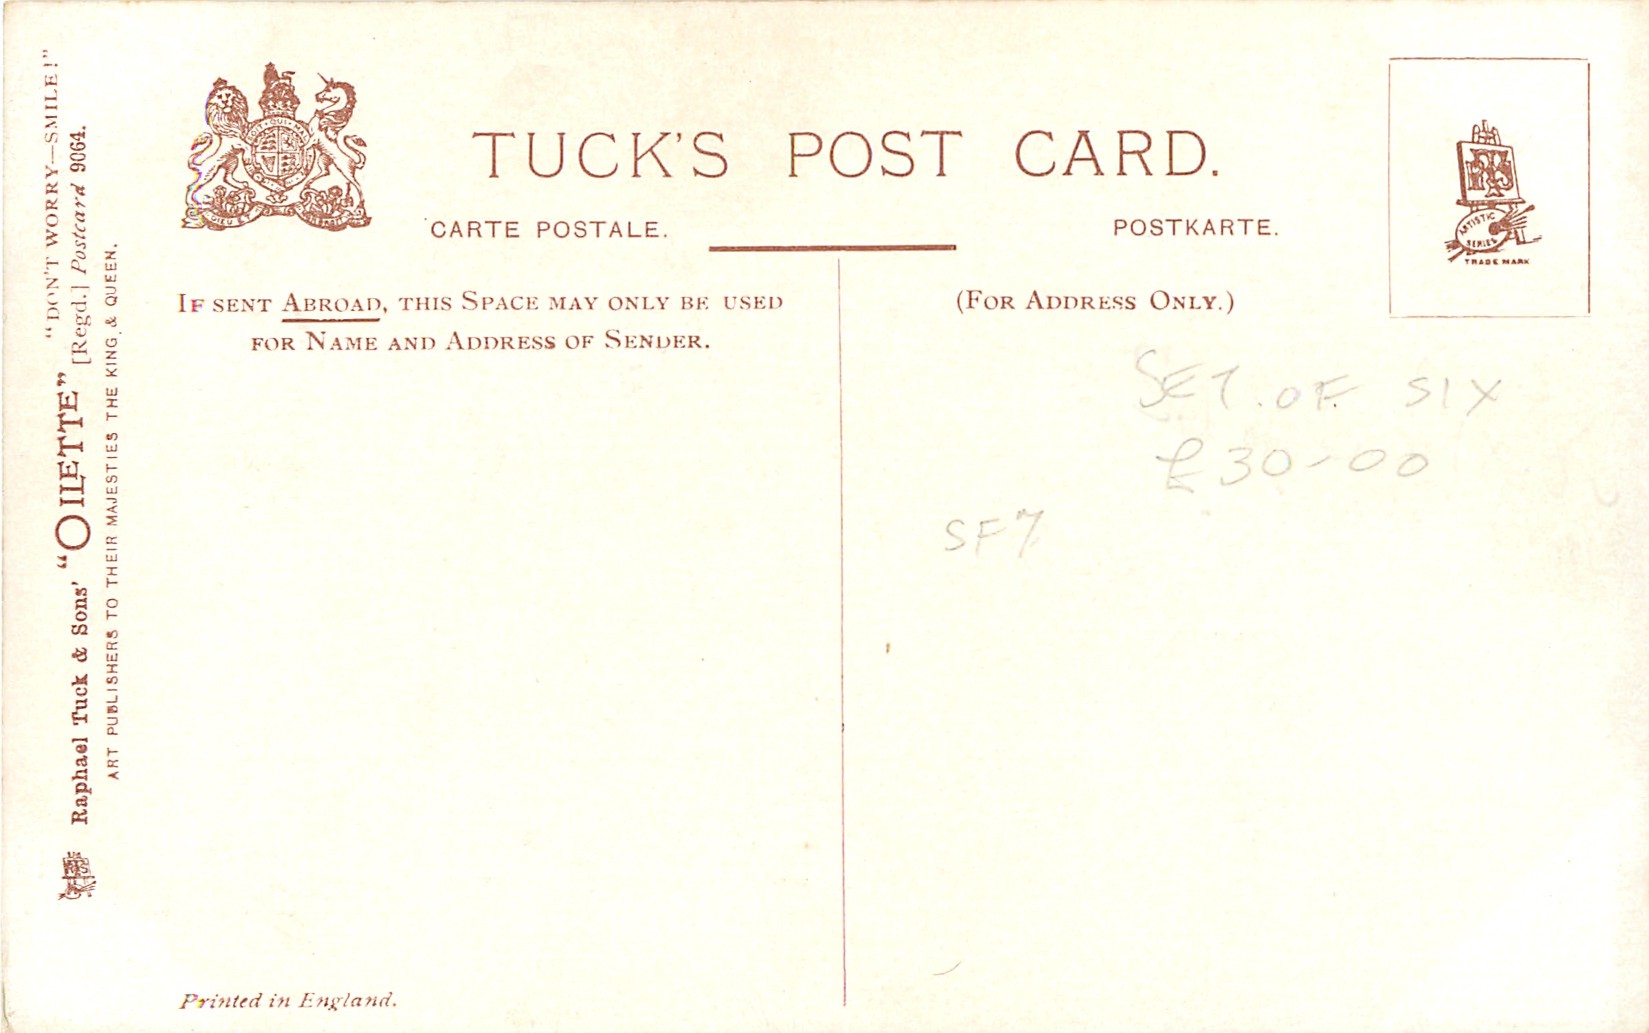 "DON'T WORRY—SMILE!"
Raphael Tuck & Sons' "OILETTE" [Regd.] Postcard 9064.
ART PUBLISHERS TO THEIR MAJESTIES THE KING & QUEEN.
TUCK'S POST CARD.
CARTE POSTALE.
POSTKARTE.
ARTISTIC
SERIES
TRADE MARK
IF SENT ABROAD, THIS SPACE MAY ONLY BE USED
FOR NAME AND ADDRESS OF SENDER.
(FOR ADDRESS ONLY.)
SET OF SIX
£30-00
SF7
Printed in England.